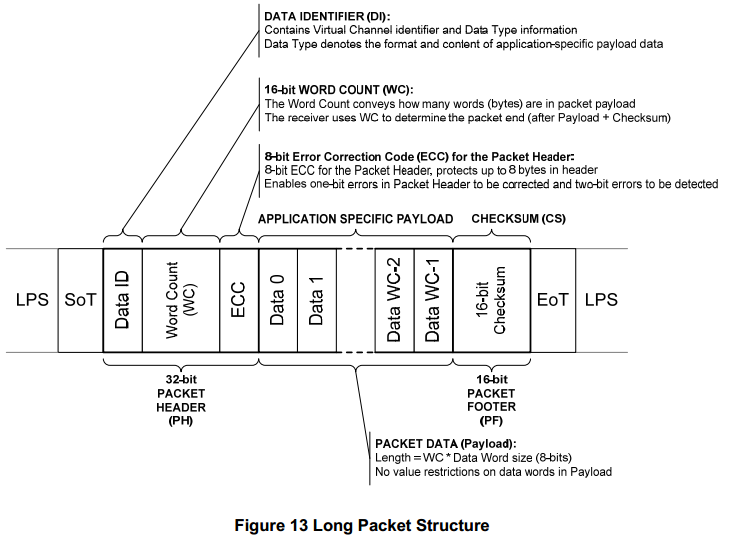 DATA IDENTIFIER (DI):
Contains Virtual Channel identifier and Data Type information
Data Type denotes the format and content of application-specific payload data
16-bit WORD COUNT (WC):
The Word Count conveys how many words (bytes) are in packet payload
The receiver uses WC to determine the packet end (after Payload + Checksum)
8-bit Error Correction Code (ECC) for the Packet Header:
8-bit ECC for the Packet Header, protects up to 8 bytes in header
Enables one-bit errors in Packet Header to be corrected and two-bit errors to be detected
APPLICATION SPECIFIC PAYLOAD
CHECKSUM (CS)
LPS
SoT
Data ID
Word Count
(WC)
ECC
Data 0
Data 1
Data WC-2
Data WC-1
16-bit
Checksum
EoT
LPS
32-bit
PACKET
HEADER
(PH)
16-bit
PACKET
FOOTER
(PF)
PACKET DATA (Payload):
Length = WC * Data Word size (8-bits)
No value restrictions on data words in Payload
Figure 13 Long Packet Structure